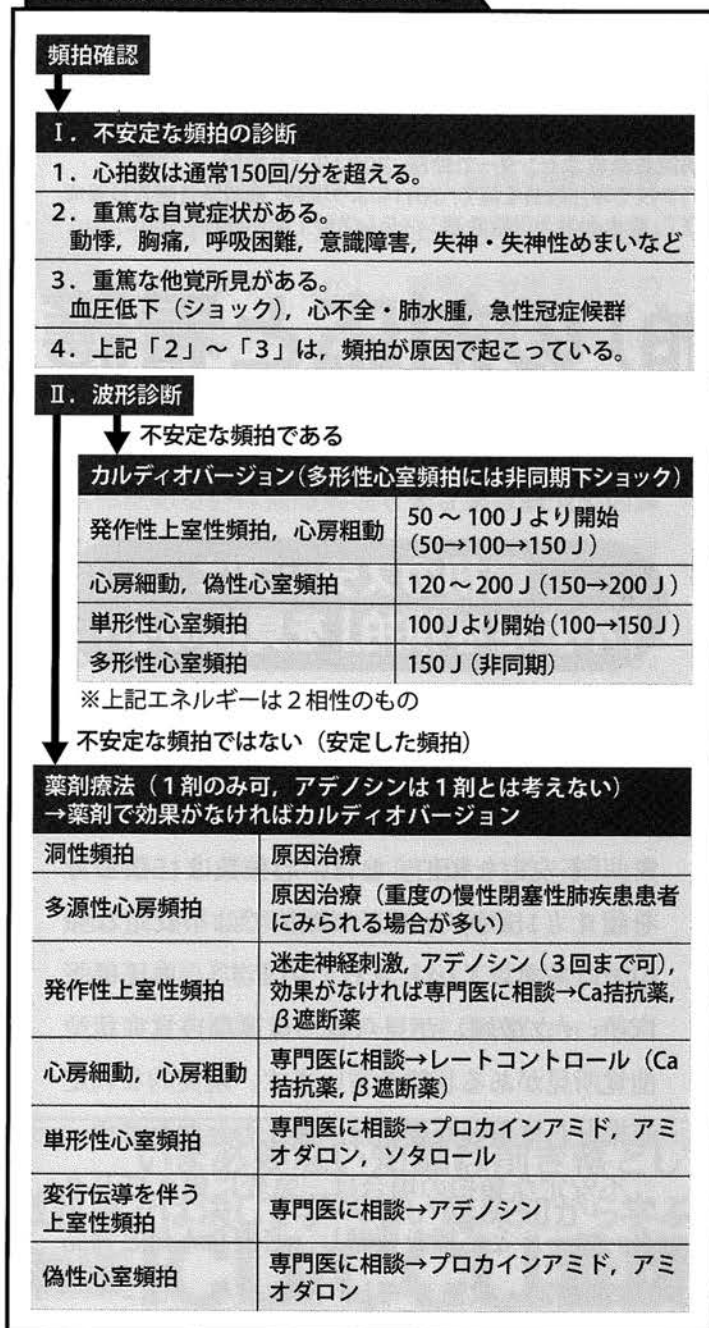 頻拍確認
Ⅰ．不安定な頻拍の診断
1．心拍数は通常150回/分を超える。
2．重篤な自覚症状がある。
動悸，胸痛，呼吸困難，意識障害，失神・失神性めまいなど
3．重篤な他覚所見がある。
血圧低下（ショック），心不全・肺水腫，急性冠症候群
4．上記「2」～「3」は，頻拍が原因で起こっている。
Ⅱ．波形診断
不安定な頻拍である
カルディオバージョン（多形性心室頻拍には非同期下ショック）
発作性上室性頻拍，心房粗動
50 ～ 100 J より開始
（50→100→150 J）
心房細動，偽性心室頻拍
120 ～ 200 J（150→200 J）
単形性心室頻拍
100Jより開始（100→150J）
多形性心室頻拍
150 J（非同期）
※上記エネルギーは2相性のもの
不安定な頻拍ではない（安定した頻拍）
薬剤療法（1剤のみ可，アデノシンは1剤とは考えない）
→薬剤で効果がなければカルディオバージョン
洞性頻拍
原因治療
多源性心房頻拍
原因治療（重度の慢性閉塞性肺疾患患者
にみられる場合が多い）
発作性上室性頻拍
迷走神経刺激，アデノシン（3回まで可），
効果がなければ専門医に相談→Ca拮抗薬，
β遮断薬
心房細動，心房粗動
専門医に相談→レートコントロール（Ca
拮抗薬，β遮断薬）
単形性心室頻拍
専門医に相談→プロカインアミド，アミ
オダロン，ソタロール
変行伝導を伴う
上室性頻拍
専門医に相談→アデノシン
偽性心室頻拍
専門医に相談→プロカインアミド，アミ
オダロン